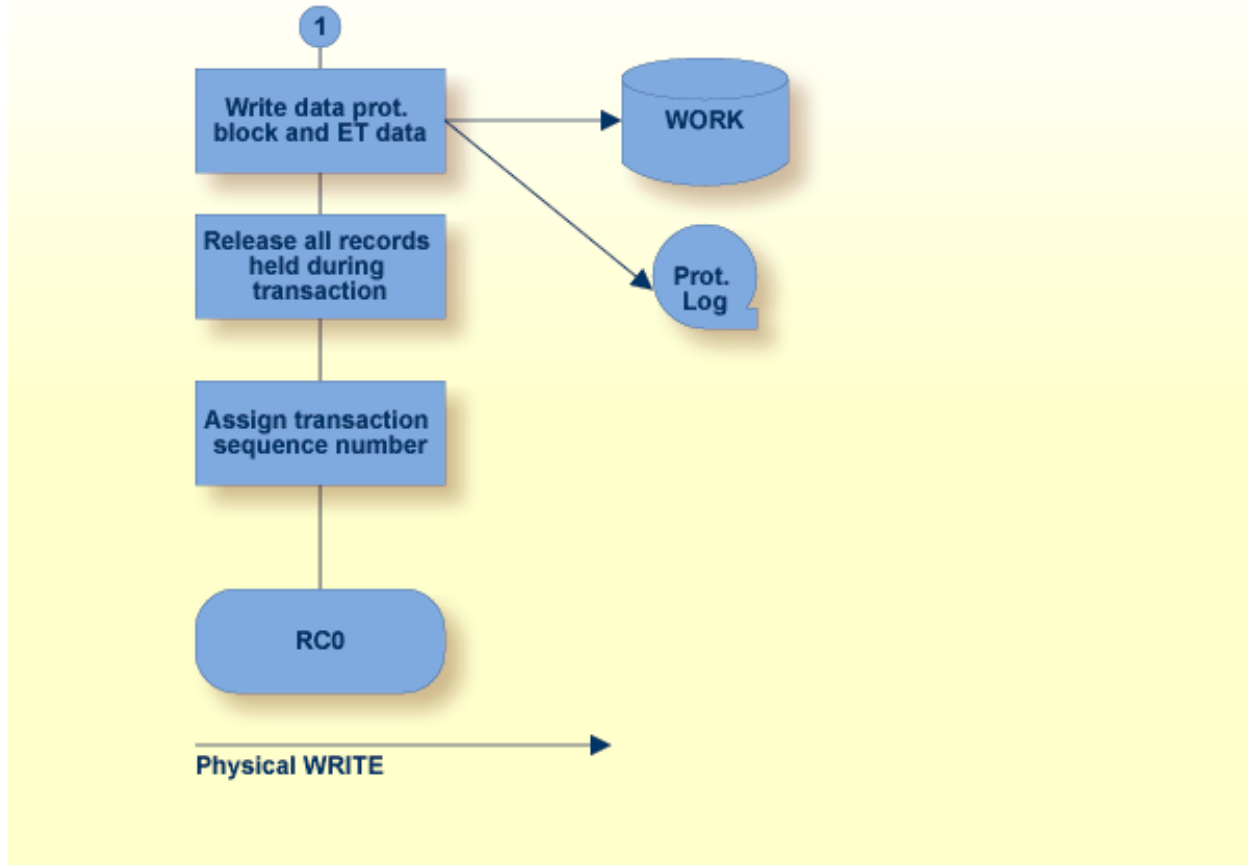 1
Write data prot.
block and ET data
WORK
Release all records
held during
transaction
Prot.
Log
Assign transaction
sequence number
RC0
Physical WRITE